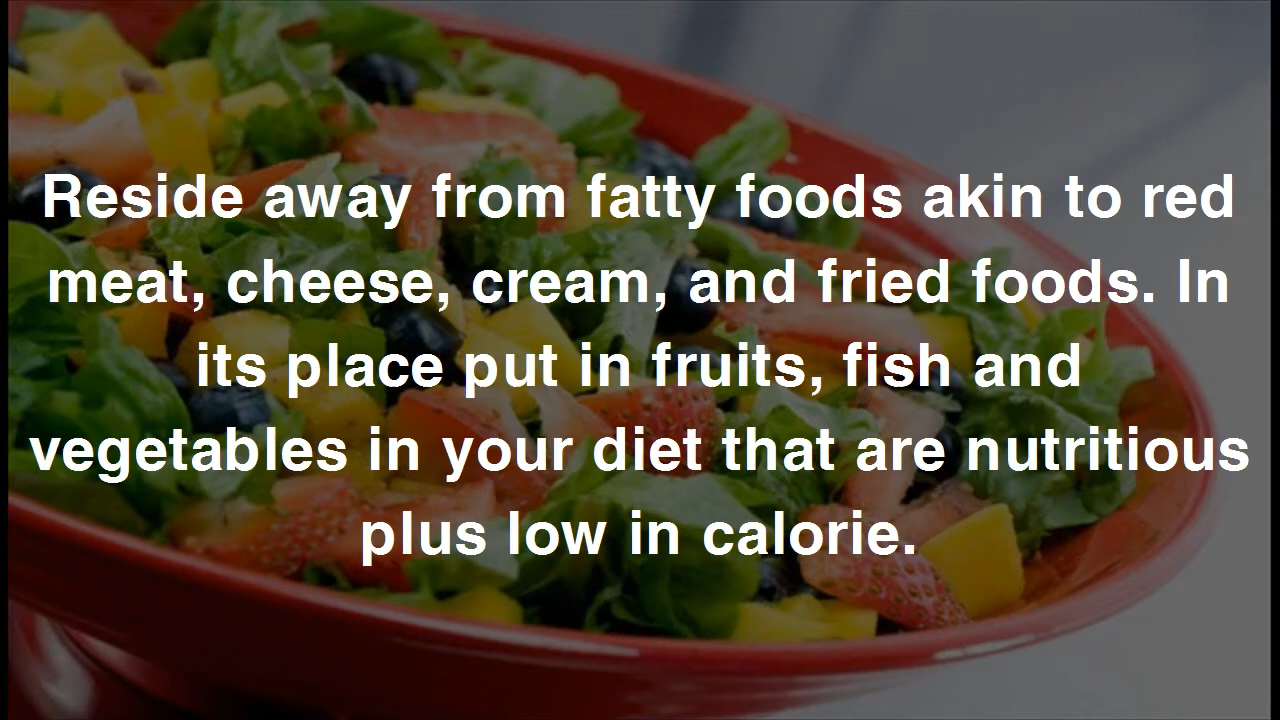 Reside away from fatty foods akin to red
meat, cheese, cream, and fried foods. In
its place put in fruits, fish and
vegetables in your diet that are nutritious
plus low in calorie.